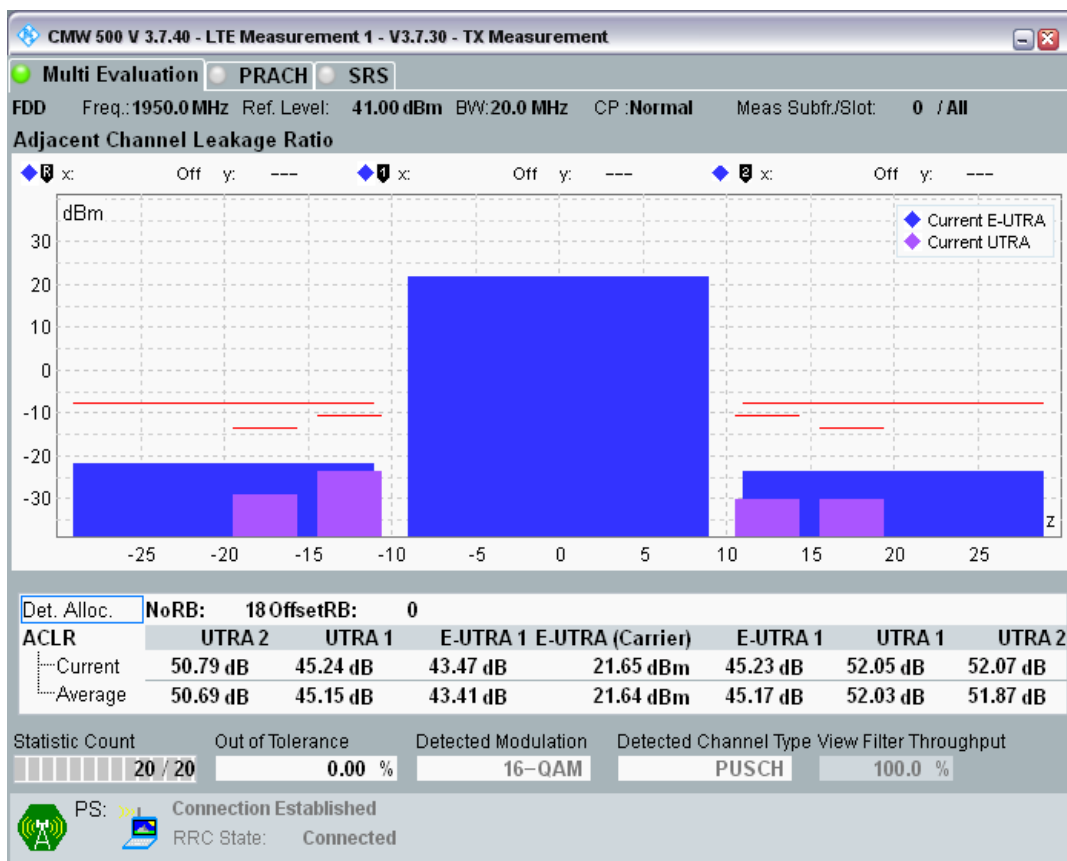 CMW 500 V 3.7.40 - LTE Measurement 1 - V3.7.30 - TX Measurement
Multi Evaluation PRACH SRS
FDD Freq.: 1950.0 MHz Ref. Level: 41.00 dBm BW: 20.0 MHz CP : Normal Meas Subfr./Slot: 0 / All
Adjacent Channel Leakage Ratio
R x: Off y: --- 1 x: Off y: --- 2 x: Off y: ---
dBm
Current E-UTRA
Current UTRA
30
20
10
0
-10
-20
-30
z
-25 -20 -15 -10 -5 0 5 10 15 20 25
Det. Alloc. NoRB: 18 OffsetRB: 0
ACLR UTRA 2 UTRA 1 E-UTRA 1 E-UTRA (Carrier) E-UTRA 1 UTRA 1 UTRA 2
Current 50.79 dB 45.24 dB 43.47 dB 21.65 dBm 45.23 dB 52.05 dB 52.07 dB
Average 50.69 dB 45.15 dB 43.41 dB 21.64 dBm 45.17 dB 52.03 dB 51.87 dB
Statistic Count Out of Tolerance Detected Modulation Detected Channel Type View Filter Throughput
20 / 20 0.00 % 16-QAM PUSCH 100.0 %
PS: Connection Established
RRC State: Connected